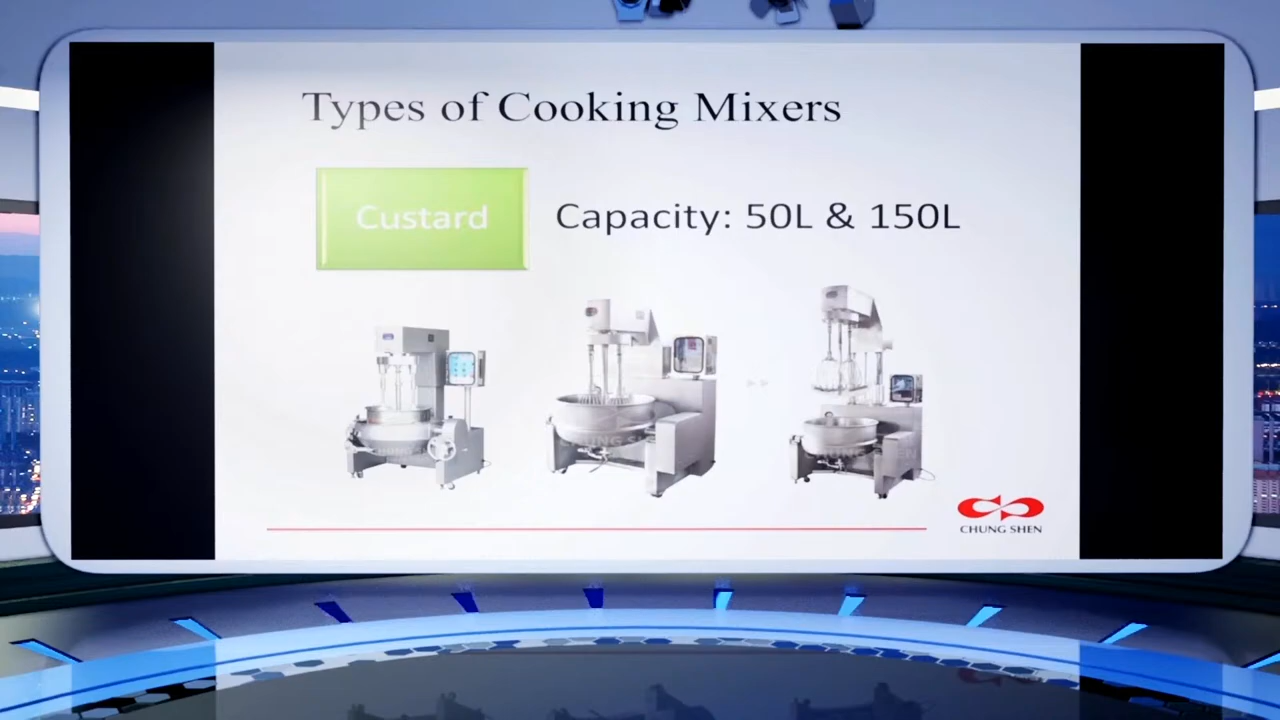 Types of Cooking Mixers
Custard
Capacity: 50L & 150L
CHUNG SHEN